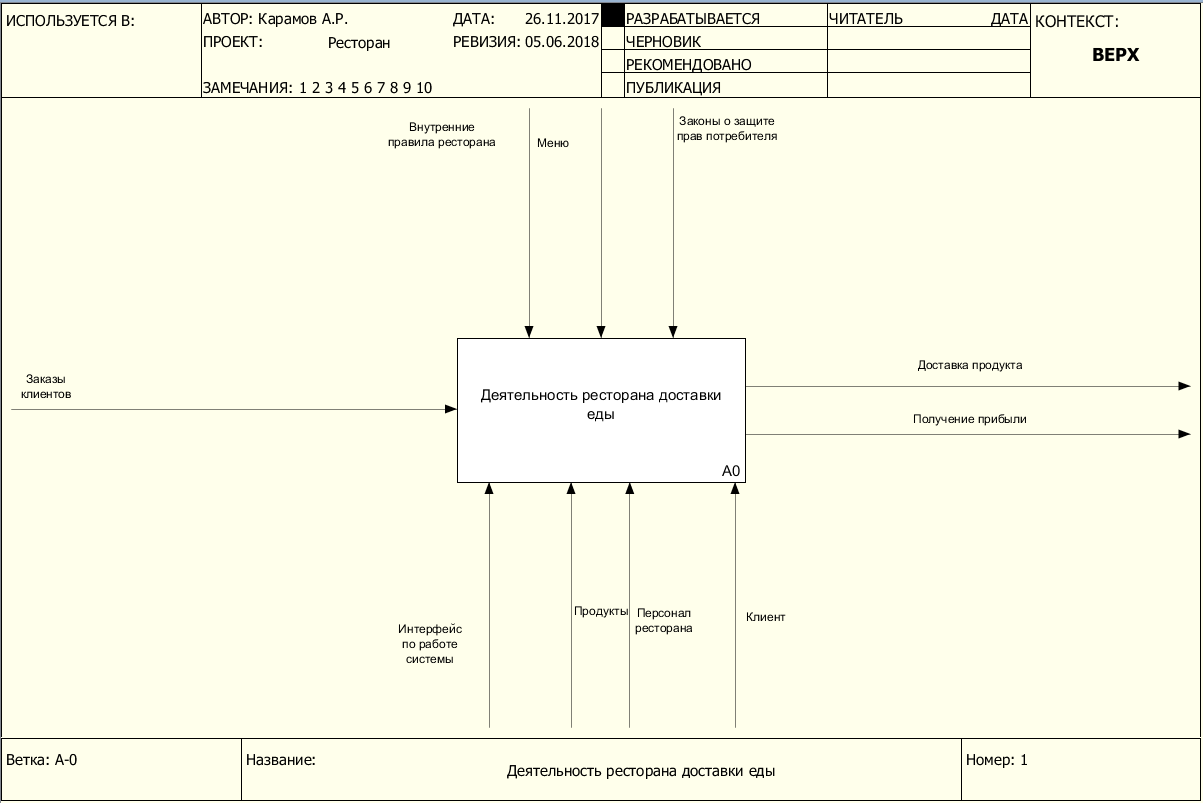 ИСПОЛЬЗУЕТСЯ В:
АВТОР: Карамов А.Р.
ДАТА: 26.11.2017
ПРОЕКТ: Ресторан
РЕВИЗИЯ: 05.06.2018
ЗАМЕЧАНИЯ: 1 2 3 4 5 6 7 8 9 10
РАЗРАБАТЫВАЕТСЯ
ЧЕРНОВИК
РЕКОМЕНДОВАНО
ПУБЛИКАЦИЯ
ЧИТАТЕЛЬ ДАТА
КОНТЕКСТ:
ВЕРХ
Внутренние
правила ресторана
Меню
Законы о защите
прав потребителя
Заказы
клиентов
Деятельность ресторана доставки
еды
A0
Доставка продукта
Получение прибыли
Интерфейс
по работе
системы
Продукты
Персонал
ресторана
Клиент
Ветка: A-0
Название:
Деятельность ресторана доставки еды
Номер: 1